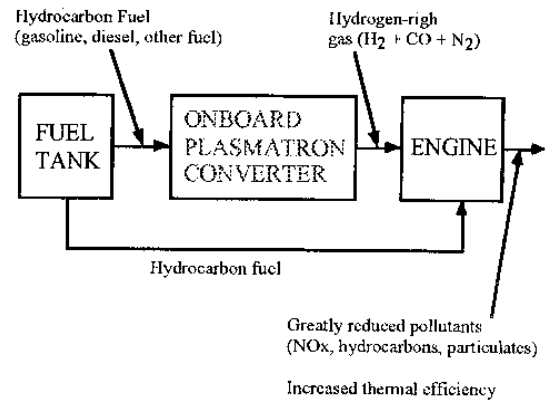 Hydrocarbon Fuel
(gasoline, diesel, other fuel)
Hydrogen-righ
gas (H₂ + CO + N₂)
FUEL
TANK
ONBOARD
PLASMATRON
CONVERTER
ENGINE
Hydrocarbon fuel
Greatly reduced pollutants
(NOx, hydrocarbons, particulates)
Increased thermal efficiency